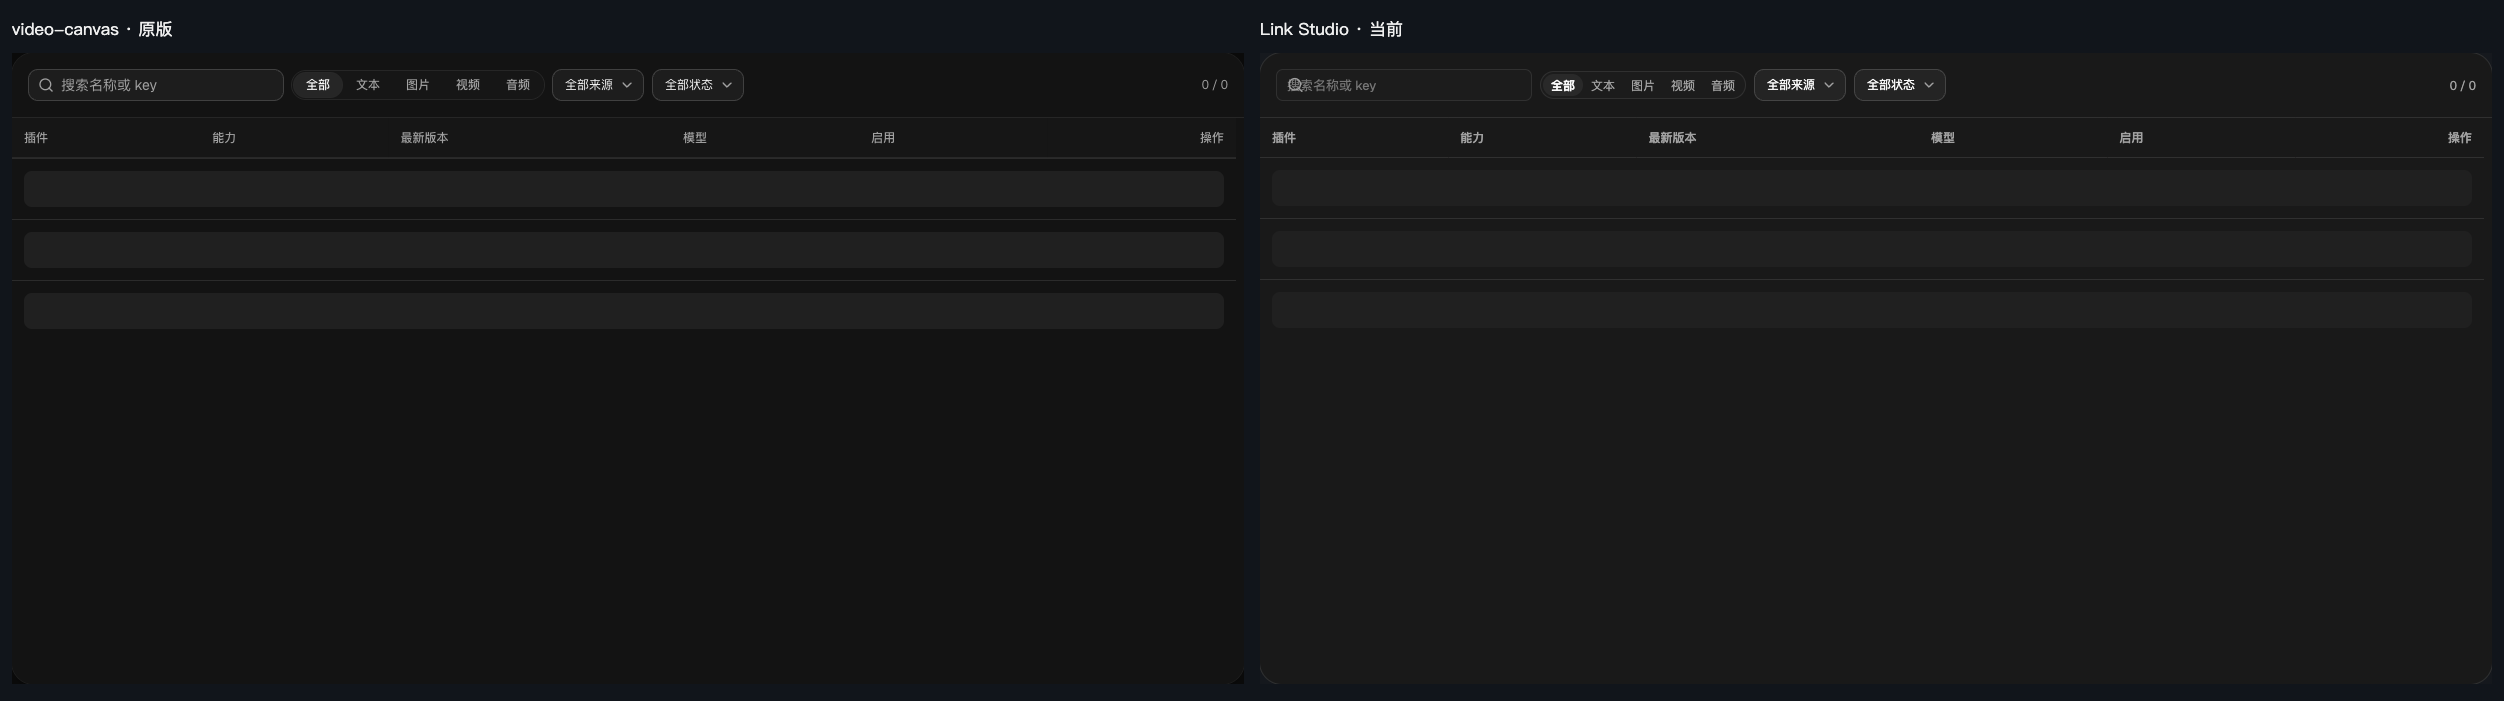 video-canvas · 原版
搜索名称或 key 全部 文本 图片 视频 音频 全部来源 全部状态 0 / 0
插件 能力 最新版本 模型 启用 操作
Link Studio · 当前
搜索名称或 key 全部 文本 图片 视频 音频 全部来源 全部状态 0 / 0
插件 能力 最新版本 模型 启用 操作